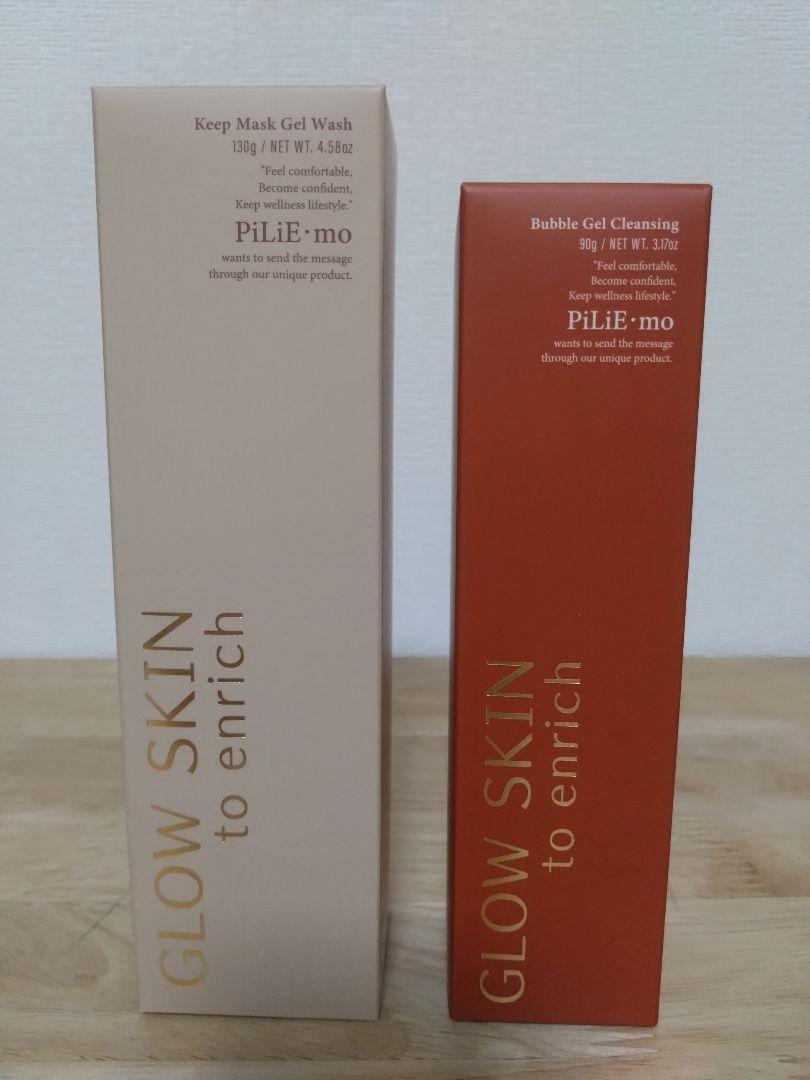 Keep Mask Gel Wash
130g / NET WT. 4.58oz
"Feel comfortable,
Become confident,
Keep wellness lifestyle."
PiLiE·mo
wants to send the message
through our unique product.
GLOW SKIN
to enrich
Bubble Gel Cleansing
90g / NET WT. 3.17oz
"Feel comfortable,
Become confident,
Keep wellness lifestyle."
PiLiE·mo
wants to send the message
through our unique product.
GLOW SKIN
to enrich